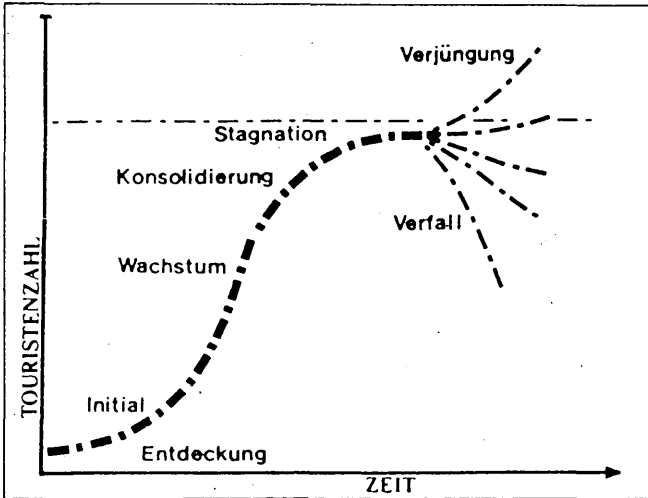 Verjüngung
Stagnation
Konsolidierung
Verfall
Wachstum
Initial
Entdeckung
TOURISTENZAHL
ZEIT